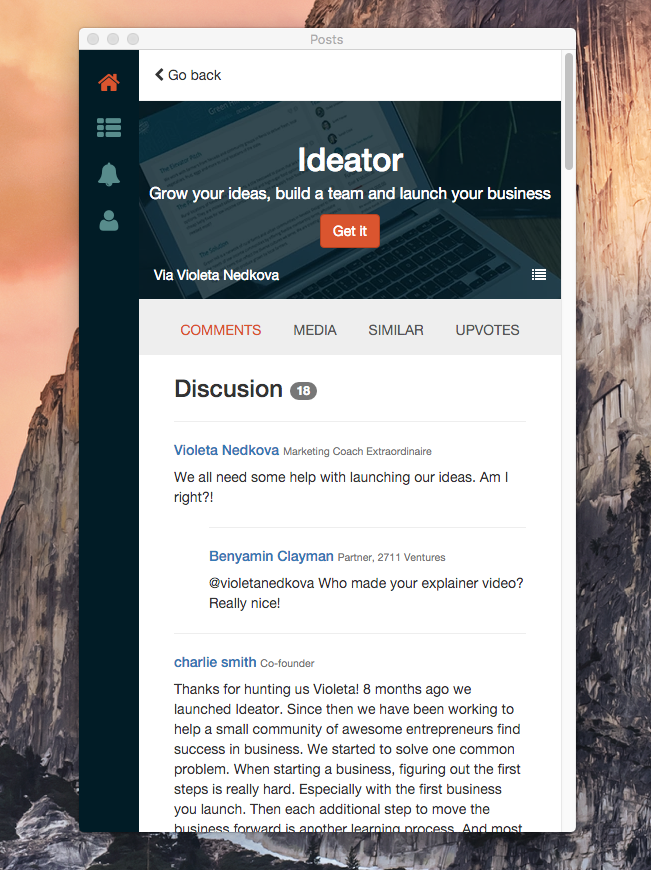 Posts
Go back
Ideator
Grow your ideas, build a team and launch your business
Get it
Via Violeta Nedkova
COMMENTS MEDIA SIMILAR UPVOTES
Discusion 18
Violeta Nedkova Marketing Coach Extraordinaire
We all need some help with launching our ideas. Am I
right?!
Benyamin Clayman Partner, 2711 Ventures
@violetanedkova Who made your explainer video?
Really nice!
charlie smith Co-founder
Thanks for hunting us Violeta! 8 months ago we
launched Ideator. Since then we have been working to
help a small community of awesome entrepreneurs find
success in business. We started to solve one common
problem. When starting a business, figuring out the first
steps is really hard. Especially with the first business
you launch. Then each additional step to move the
business forward is another learning process. And most